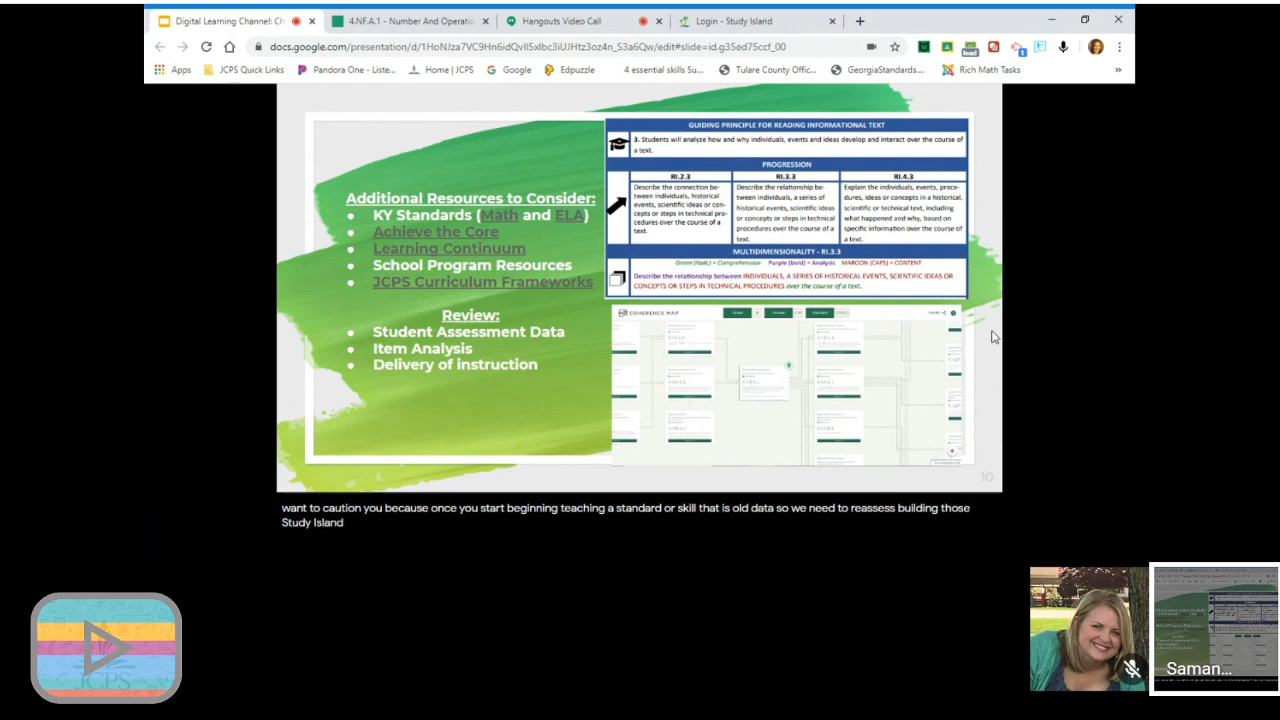 Digital Learning Channel: Ch
4.NF.A.1 - Number And Operatio
Hangouts Video Call
Login - Study Island
docs.google.com/presentation/d/1HoNJza7VC9Hn6idQvIl5xlbc3iUJHtz3oz4n_S3a6Qw/edit#slide=id.g35ed75ccf_00
Apps
JCPS Quick Links
Pandora One - Liste...
Home | JCPS
Google
Edpuzzle
4 essential skills Su...
Tulare County Offic...
GeorgiaStandards....
Rich Math Tasks
Additional Resources to Consider:
KY Standards (Math and ELA)
Achieve the Core
Learning Continuum
School Program Resources
JCPS Curriculum Frameworks
Review:
Student Assessment Data
Item Analysis
Delivery of instruction
GUIDING PRINCIPLE FOR READING INFORMATIONAL TEXT
3. Students will analyze how and why individuals, events and ideas develop and interact over the course of
a text.
PROGRESSION
RI.2.3
Describe the connection be-
tween individuals, historical
events, scientific ideas or con-
cepts or steps in technical pro-
cedures over the course of a
text.
RI.3.3
Describe the relationship be-
tween individuals, a series of
historical events, scientific ideas
or concepts or steps in technical
procedures over the course of a
text.
RI.4.3
Explain the individuals, events, proce-
dures, ideas or concepts in a historical,
scientific or technical text, including
what happened and why, based on
specific information over the course of
a text.
MULTIDIMENSIONALITY - RI.3.3
Green (Italic) = Comprehension Purple (bold) = Analysis MAROON (CAPS) = CONTENT
Describe the relationship between INDIVIDUALS, A SERIES OF HISTORICAL EVENTS, SCIENTIFIC IDEAS OR
CONCEPTS OR STEPS IN TECHNICAL PROCEDURES over the course of a text.
COHERENCE MAP
10
want to caution you because once you start beginning teaching a standard or skill that is old data so we need to reassess building those
Study Island
JCPS
Saman...